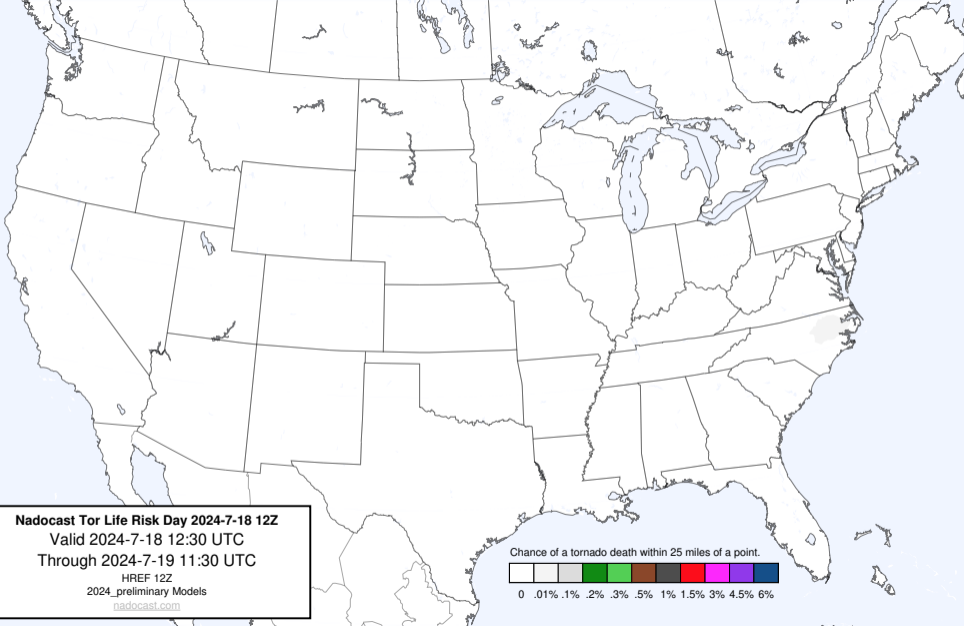 Nadocast Tor Life Risk Day 2024-7-18 12Z
Valid 2024-7-18 12:30 UTC
Through 2024-7-19 11:30 UTC
HREF 12Z
2024_preliminary Models
nadocast.com
Chance of a tornado death within 25 miles of a point.
0 .01% .1% .2% .3% .5% 1% 1.5% 3% 4.5% 6%